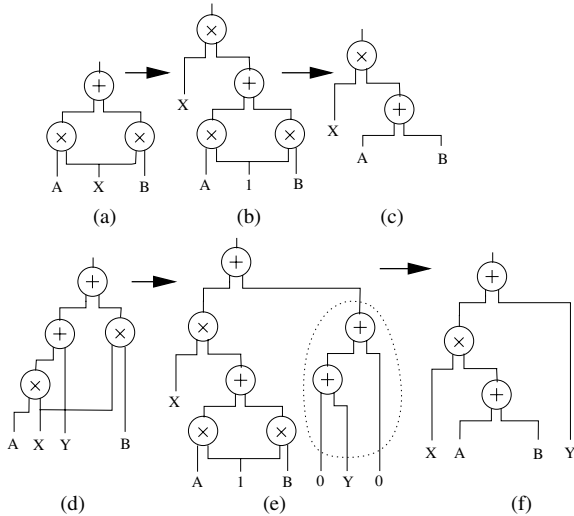 ×
+
+
X
×
×
×
+
X
×
×
A
B
A
X
B
A
1
B
(a)
(b)
(c)
+
+
+
+
×
×
+
×
×
+
+
X
+
×
×
A
X
Y
B
A
1
B
0
Y
0
X
A
B
Y
(d)
(e)
(f)